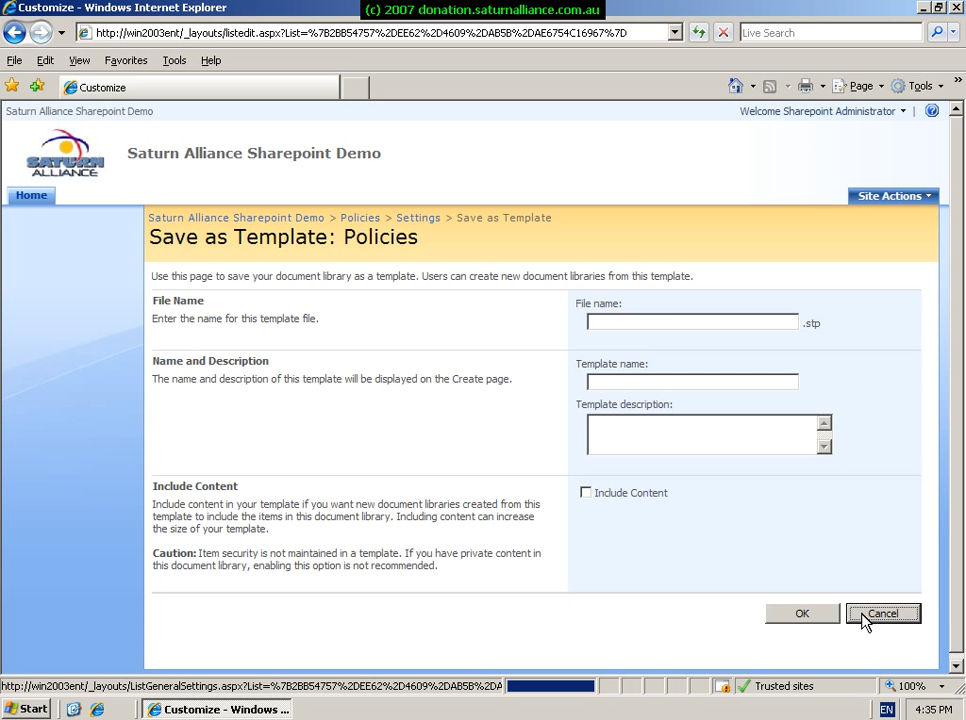 Customize - Windows Internet Explorer
(c) 2007 donation.saturnalliance.com.au
http://win2003ent/_layouts/listedit.aspx?List=%7B2BB54757%2DEE62%2D4609%2DAB5B%2DAE6754C16967%7D
Live Search
File Edit View Favorites Tools Help
Customize
Page Tools
Saturn Alliance Sharepoint Demo
Welcome Sharepoint Administrator
SATURN
ALLIANCE
Saturn Alliance Sharepoint Demo
Home
Site Actions
Saturn Alliance Sharepoint Demo > Policies > Settings > Save as Template
Save as Template: Policies
Use this page to save your document library as a template. Users can create new document libraries from this template.
File Name
Enter the name for this template file.
File name:
.stp
Name and Description
The name and description of this template will be displayed on the Create page.
Template name:
Template description:
Include Content
Include content in your template if you want new document libraries created from this
template to include the items in this document library. Including content can increase
the size of your template.
Caution: Item security is not maintained in a template. If you have private content in
this document library, enabling this option is not recommended.
Include Content
OK
Cancel
http://win2003ent/_layouts/ListGeneralSettings.aspx?List=%7B2BB54757%2DEE62%2D4609%2DAB5B%2DA
Trusted sites
100%
Start
Customize - Windows ...
EN
4:35 PM